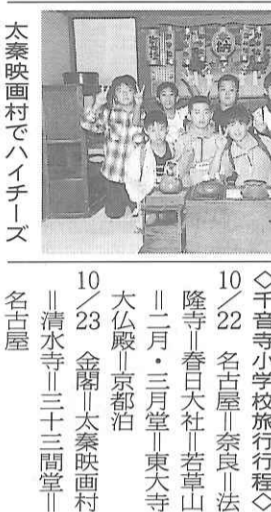 太秦映画村でハイチーズ
◇千音寺小学校旅行行程◇
10/22 名古屋＝奈良＝法
隆寺＝春日大社＝若草山
＝二月・三月堂＝東大寺
大仏殿＝京都泊
10/23 金閣＝太秦映画村
＝清水寺＝三十三間堂＝
名古屋